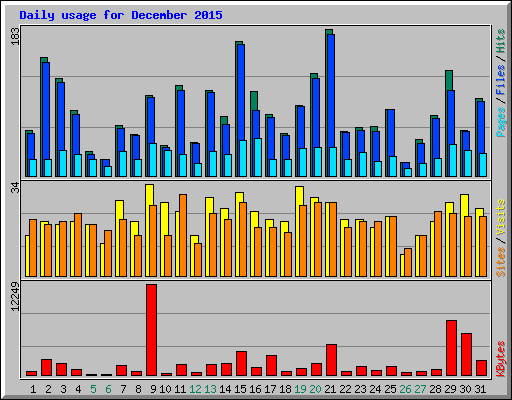 Daily usage for December 2015
183
Pages / Files / Hits
34
Sites / Visits
12249
KBytes
1 2 3 4 5 6 7 8 9 10 11 12 13 14 15 16 17 18 19 20 21 22 23 24 25 26 27 28 29 30 31